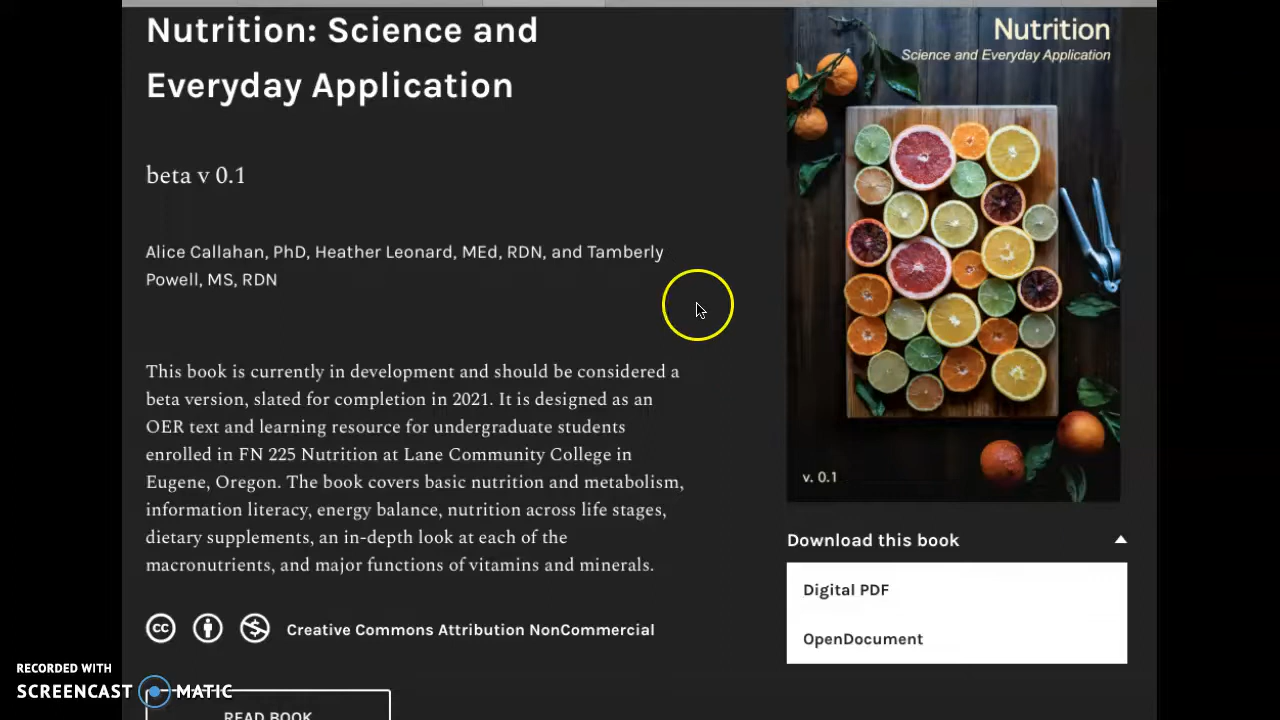 Nutrition: Science and
Everyday Application
beta v 0.1
Alice Callahan, PhD, Heather Leonard, MEd, RDN, and Tamberly
Powell, MS, RDN
This book is currently in development and should be considered a
beta version, slated for completion in 2021. It is designed as an
OER text and learning resource for undergraduate students
enrolled in FN 225 Nutrition at Lane Community College in
Eugene, Oregon. The book covers basic nutrition and metabolism,
information literacy, energy balance, nutrition across life stages,
dietary supplements, an in-depth look at each of the
macronutrients, and major functions of vitamins and minerals.
cc
Creative Commons Attribution NonCommercial
READ BOOK
Nutrition
Science and Everyday Application
v. 0.1
Download this book
Digital PDF
OpenDocument
RECORDED WITH
SCREENCAST MATIC